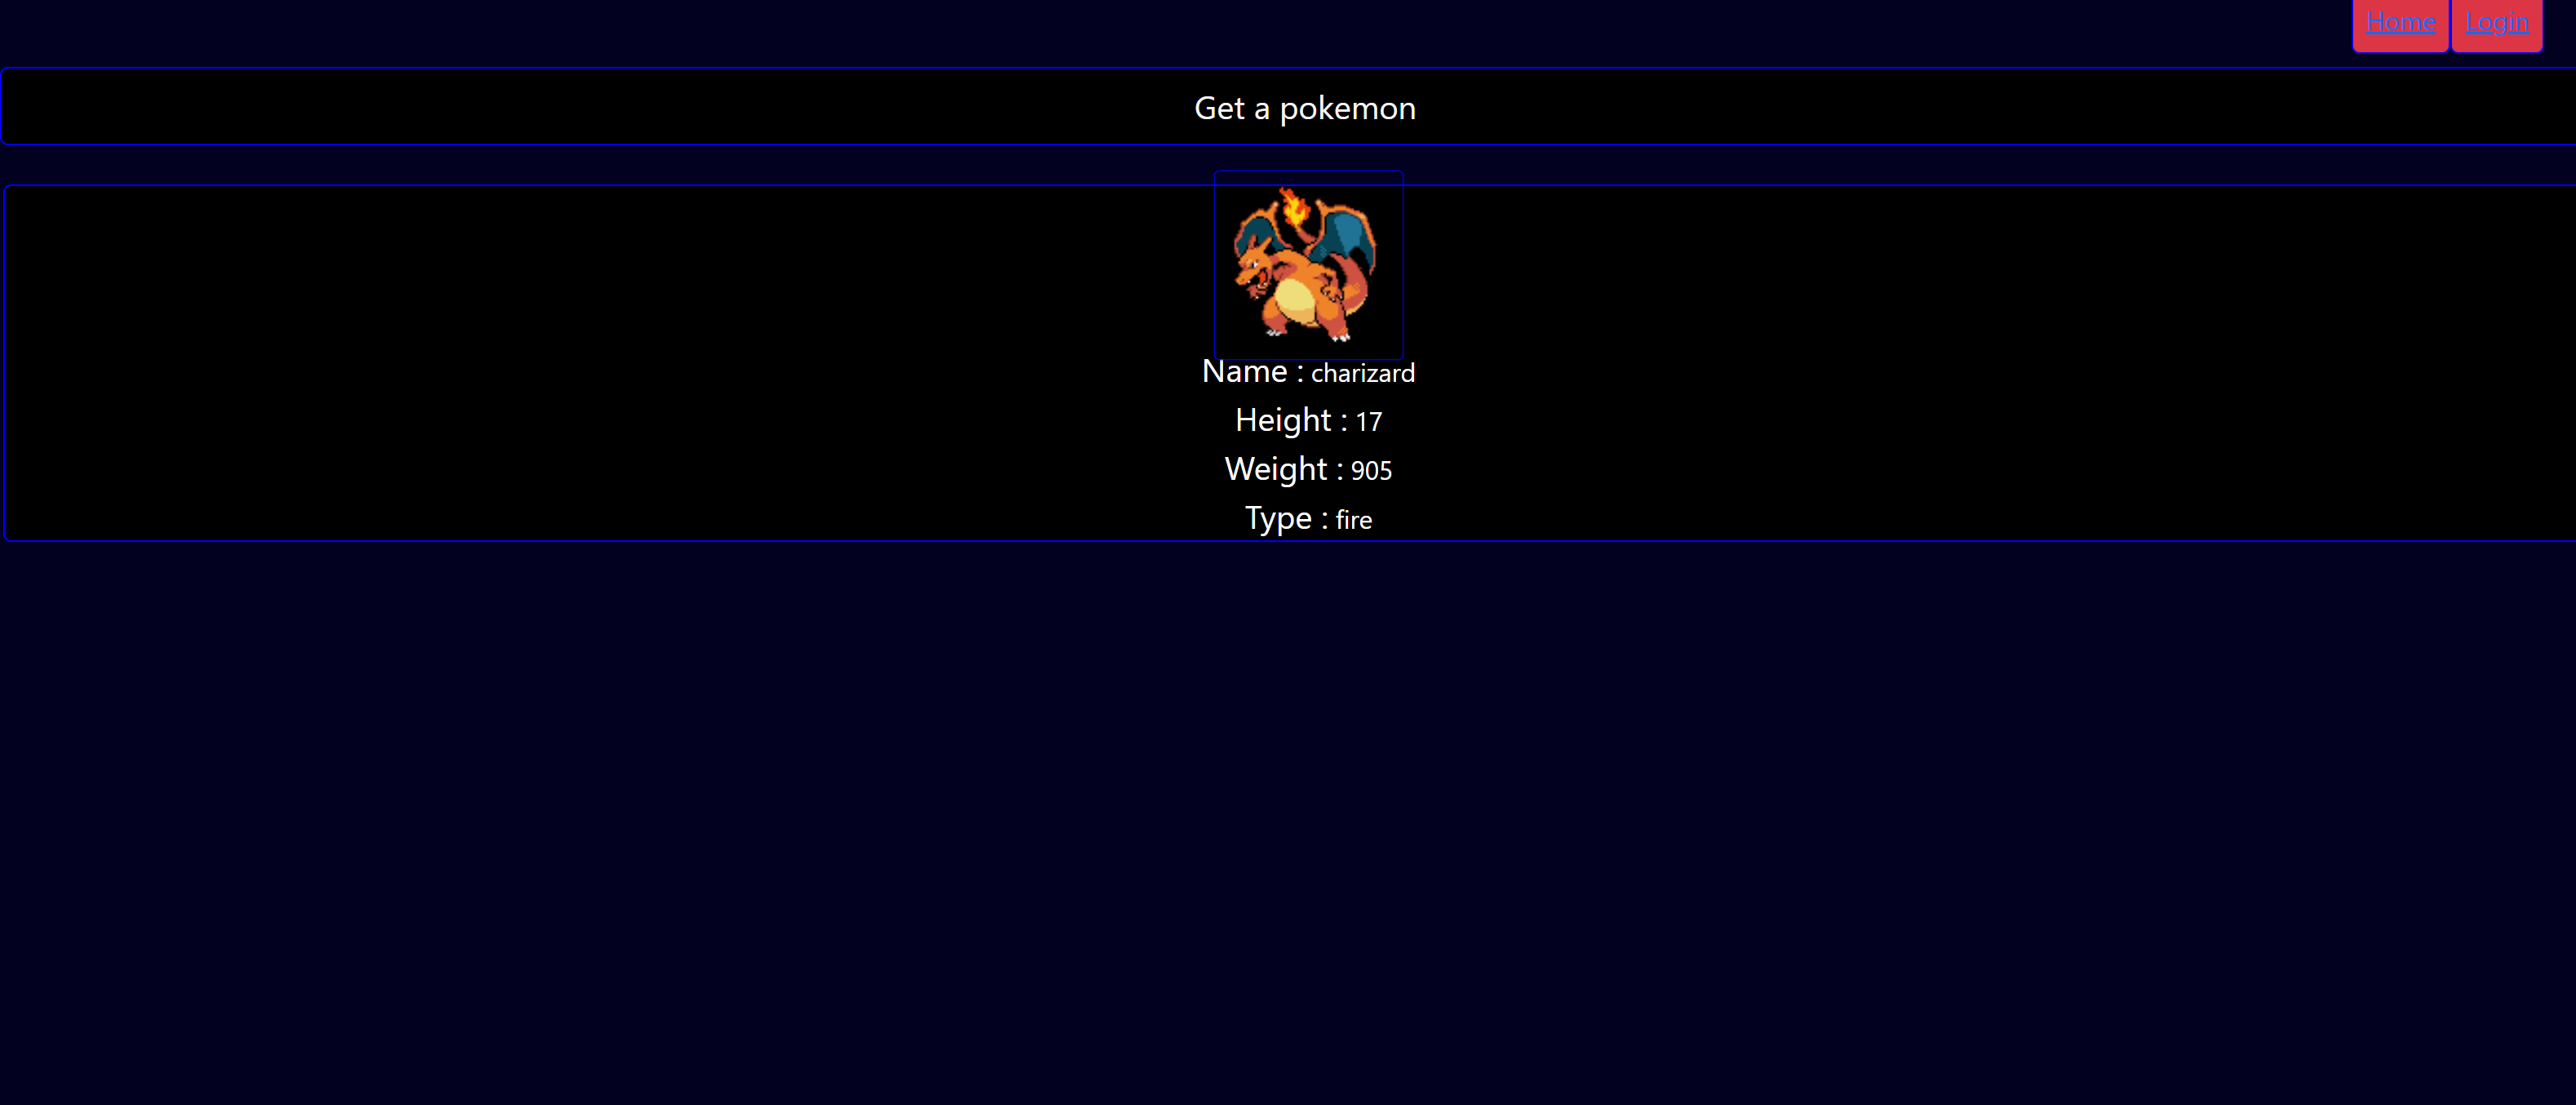 Home Login
Get a pokemon
Name : charizard
Height : 17
Weight : 905
Type : fire